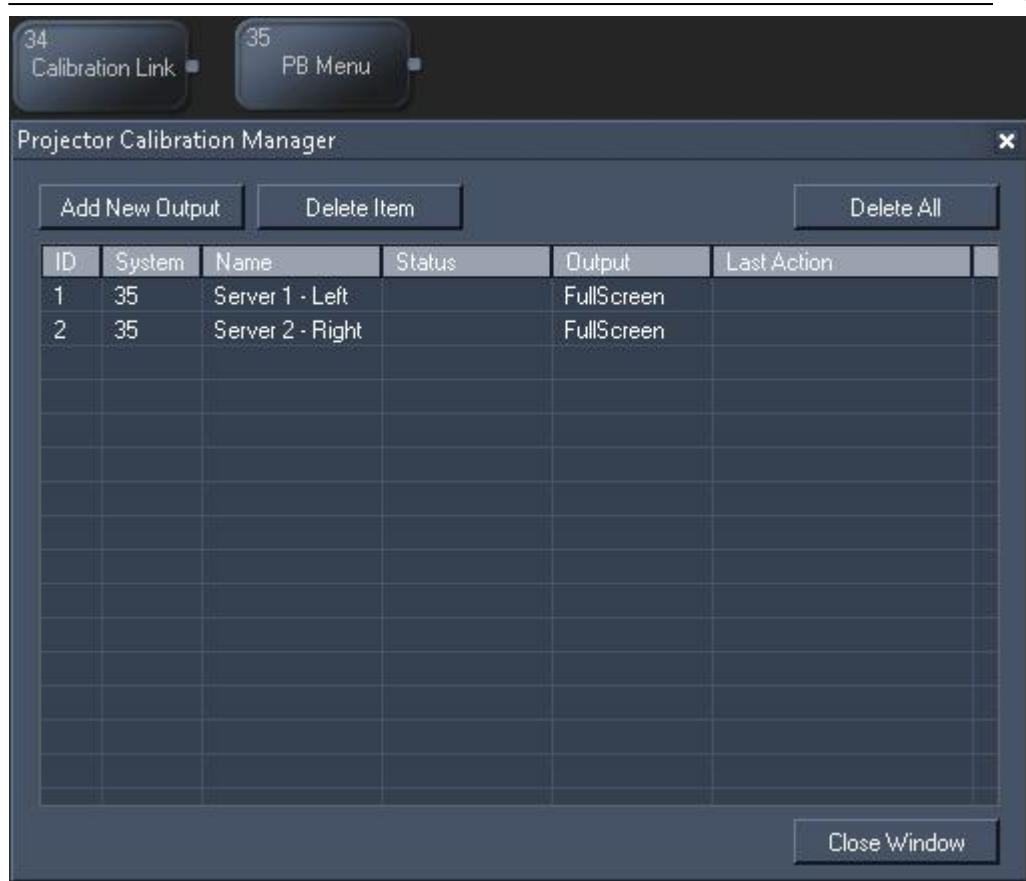 34
Calibration Link
35
PB Menu
Projector Calibration Manager
Add New Output
Delete Item
Delete All
ID System Name Status Output Last Action
1 35 Server 1 - Left FullScreen
2 35 Server 2 - Right FullScreen
Close Window